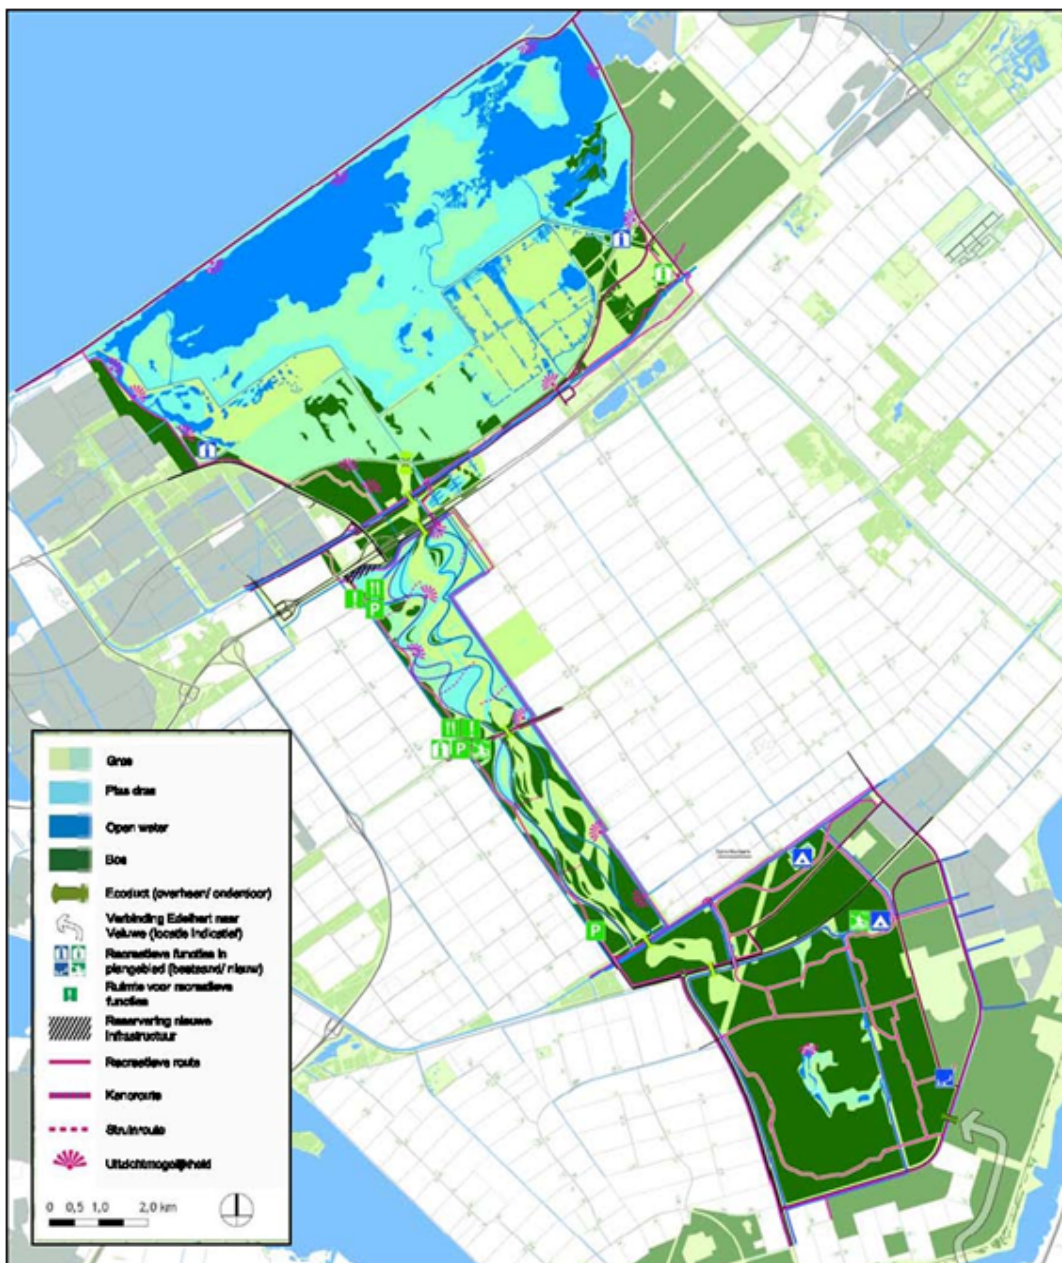 Gras
Plas dras
Open water
Bos
Ecoduct (overheen/ onderdoor)
Verbinding Edelhert naar
Veluwe (locatie indicatief)
Recreatieve functies in
plangebied (bestaand/ nieuw)
Ruimte voor recreatieve
functies
Reservering nieuwe
infrastructuur
Recreatieve route
Kanoroute
Struinroute
Uitzichtmogelijkheid
0 0,5 1,0 2,0 km
P
P
P